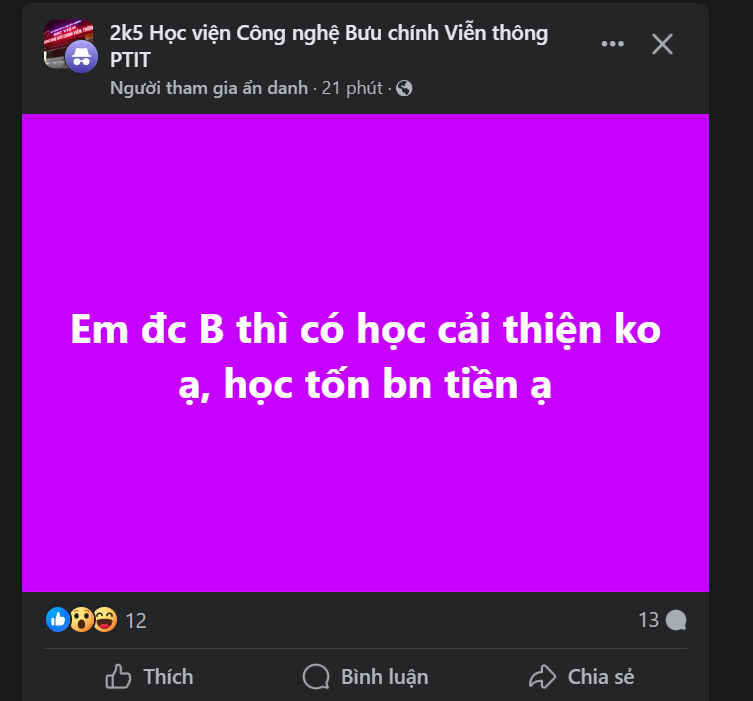 2k5 Học viện Công nghệ Bưu chính Viễn thông
PTIT
Người tham gia ẩn danh · 21 phút ·
Em đc B thì có học cải thiện ko
ạ, học tốn bn tiền ạ
12
13
Thích
Bình luận
Chia sẻ